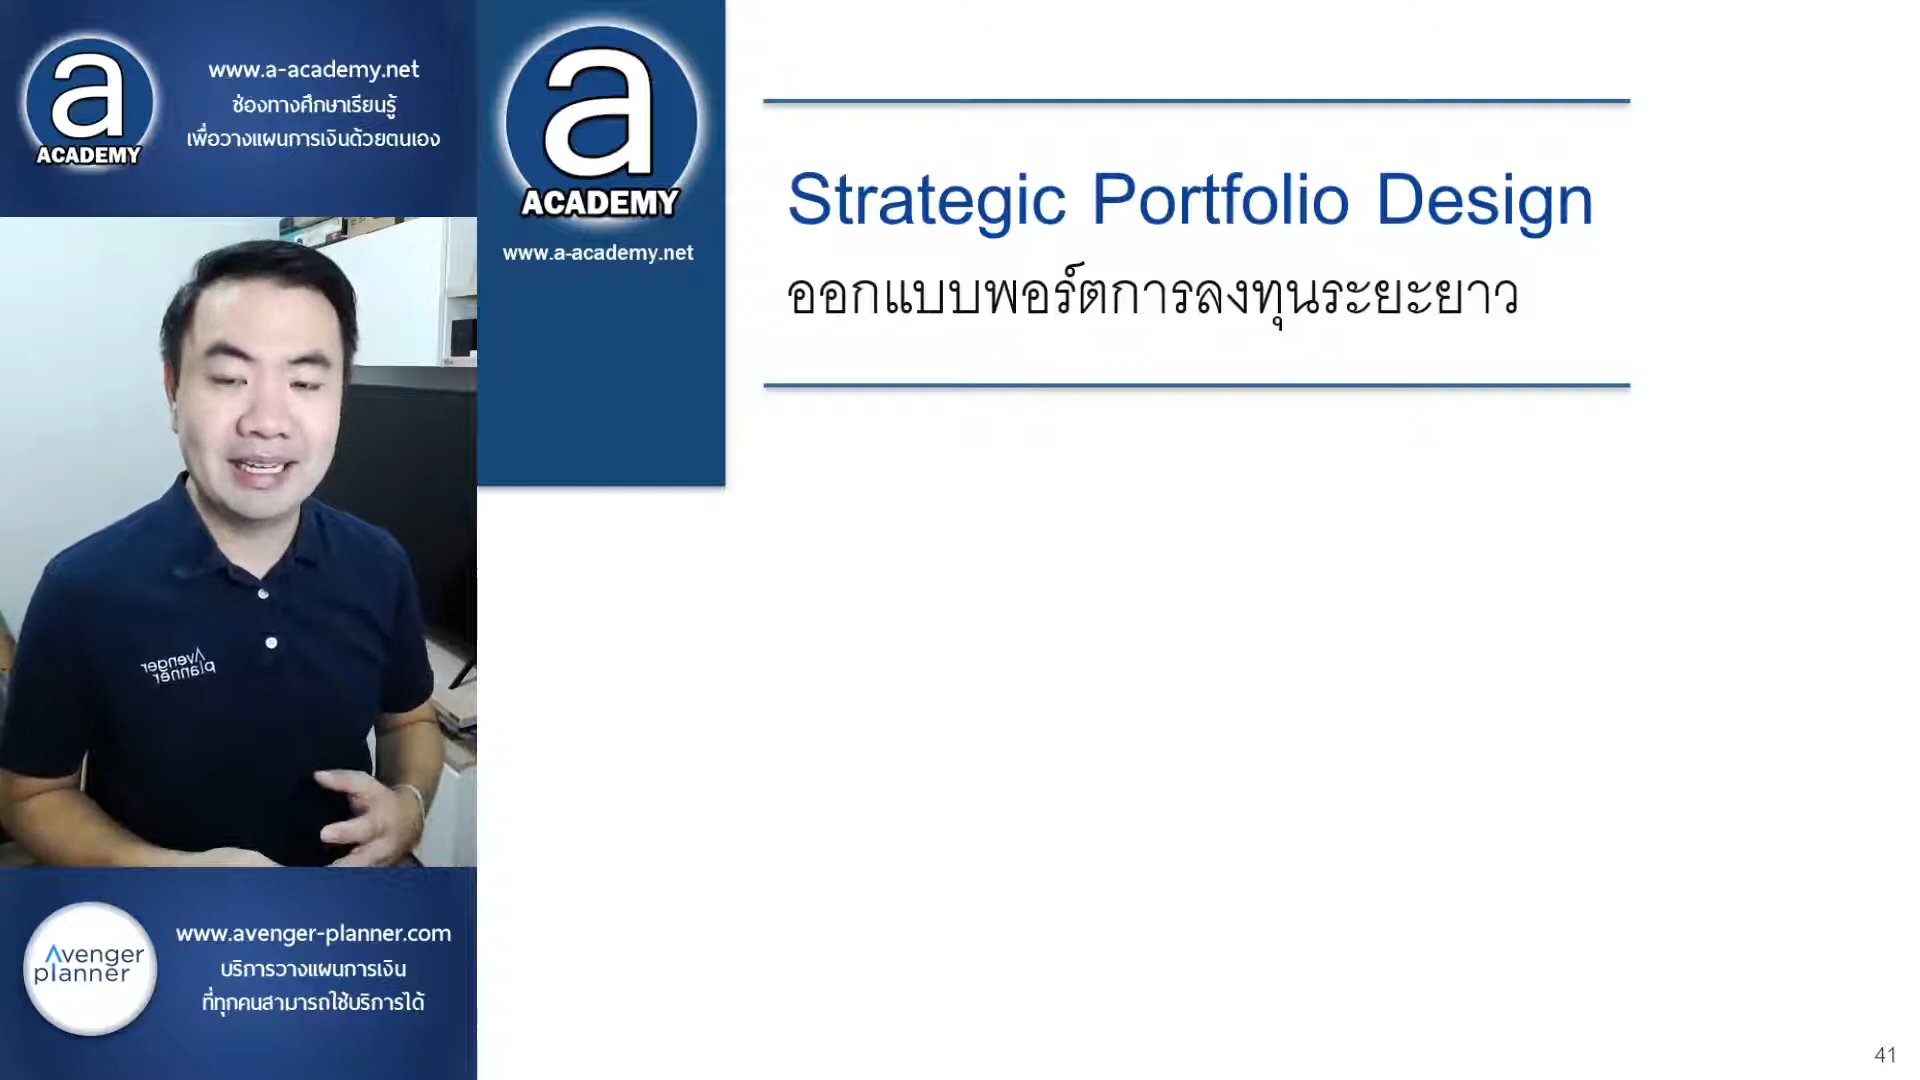 a
ACADEMY
www.a-academy.net
ช่องทางศึกษาเรียนรู้
เพื่อวางแผนการเงินด้วยตนเอง
a
ACADEMY
www.a-academy.net
Strategic Portfolio Design
ออกแบบพอร์ตการลงทุนระยะยาว
Avenger
planner
Avenger
planner
www.avenger-planner.com
บริการวางแผนการเงิน
ที่ทุกคนสามารถใช้บริการได้
41